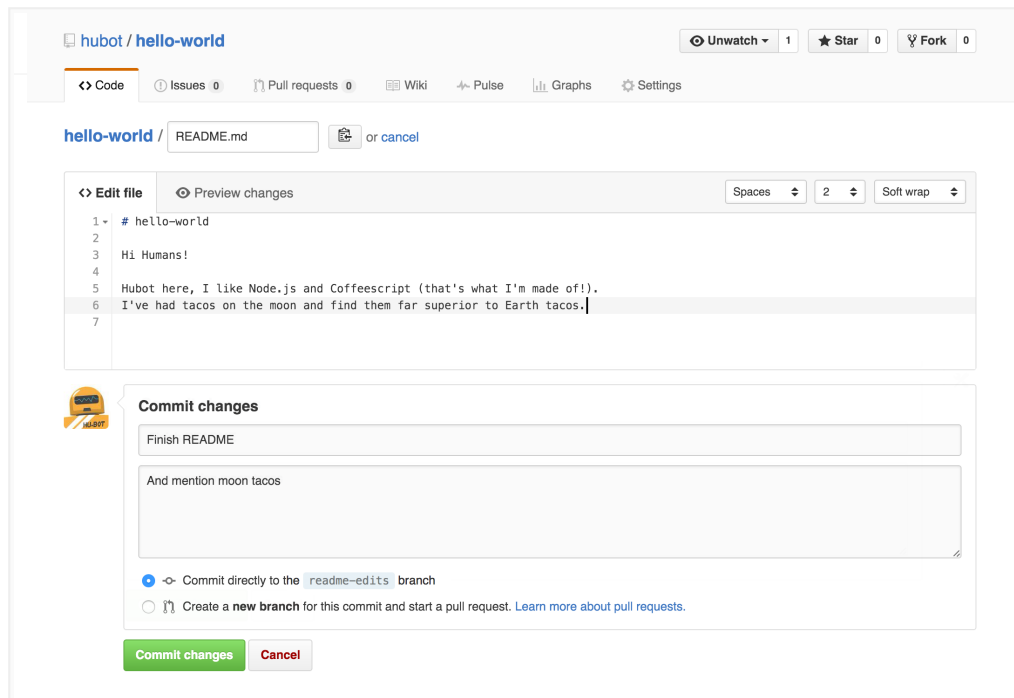 hubot / hello-world
Unwatch 1 Star 0 Fork 0
Code Issues 0 Pull requests 0 Wiki Pulse Graphs Settings
hello-world / README.md or cancel
Edit file Preview changes Spaces 2 Soft wrap
1 # hello-world
2
3 Hi Humans!
4
5 Hubot here, I like Node.js and Coffeescript (that's what I'm made of!).
6 I've had tacos on the moon and find them far superior to Earth tacos.
7
HU-BOT
Commit changes
Finish README
And mention moon tacos
Commit directly to the readme-edits branch
Create a new branch for this commit and start a pull request. Learn more about pull requests.
Commit changes Cancel